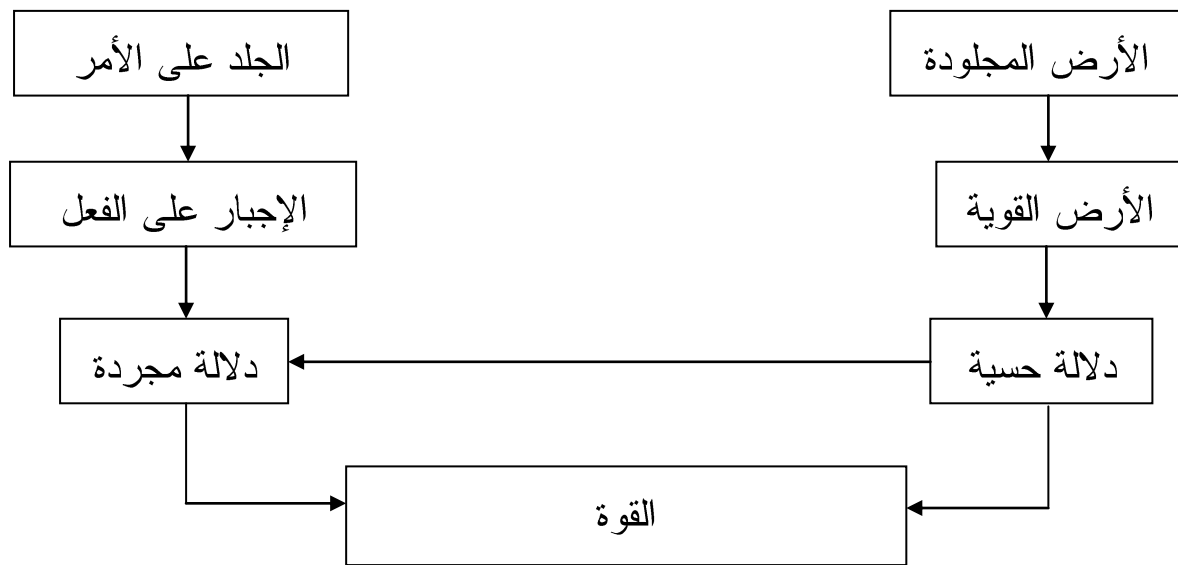 الأرض المجلودة
الجلد على الأمر
الأرض القوية
الإجبار على الفعل
دلالة حسية
دلالة مجردة
القوة